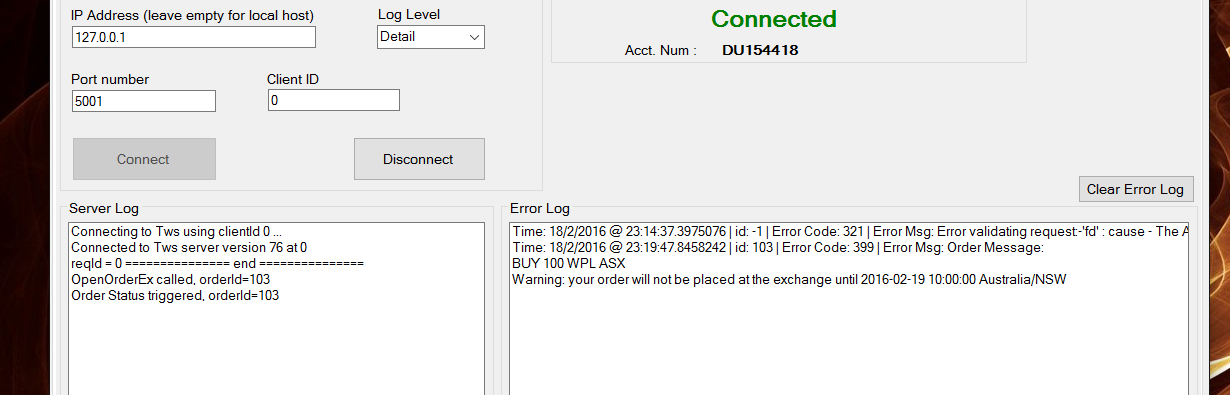 IP Address (leave empty for local host)
127.0.0.1
Log Level
Detail
Port number
5001
Client ID
0
Connect
Disconnect
Connected
Acct. Num : DU154418
Clear Error Log
Server Log
Connecting to Tws using clientId 0 ...
Connected to Tws server version 76 at 0
reqId = 0 =============== end ===============
OpenOrderEx called, orderId=103
Order Status triggered, orderId=103
Error Log
Time: 18/2/2016 @ 23:14:37.3975076 | id: -1 | Error Code: 321 | Error Msg: Error validating request:-'fd' : cause - The A
Time: 18/2/2016 @ 23:19:47.8458242 | id: 103 | Error Code: 399 | Error Msg: Order Message:
BUY 100 WPL ASX
Warning: your order will not be placed at the exchange until 2016-02-19 10:00:00 Australia/NSW